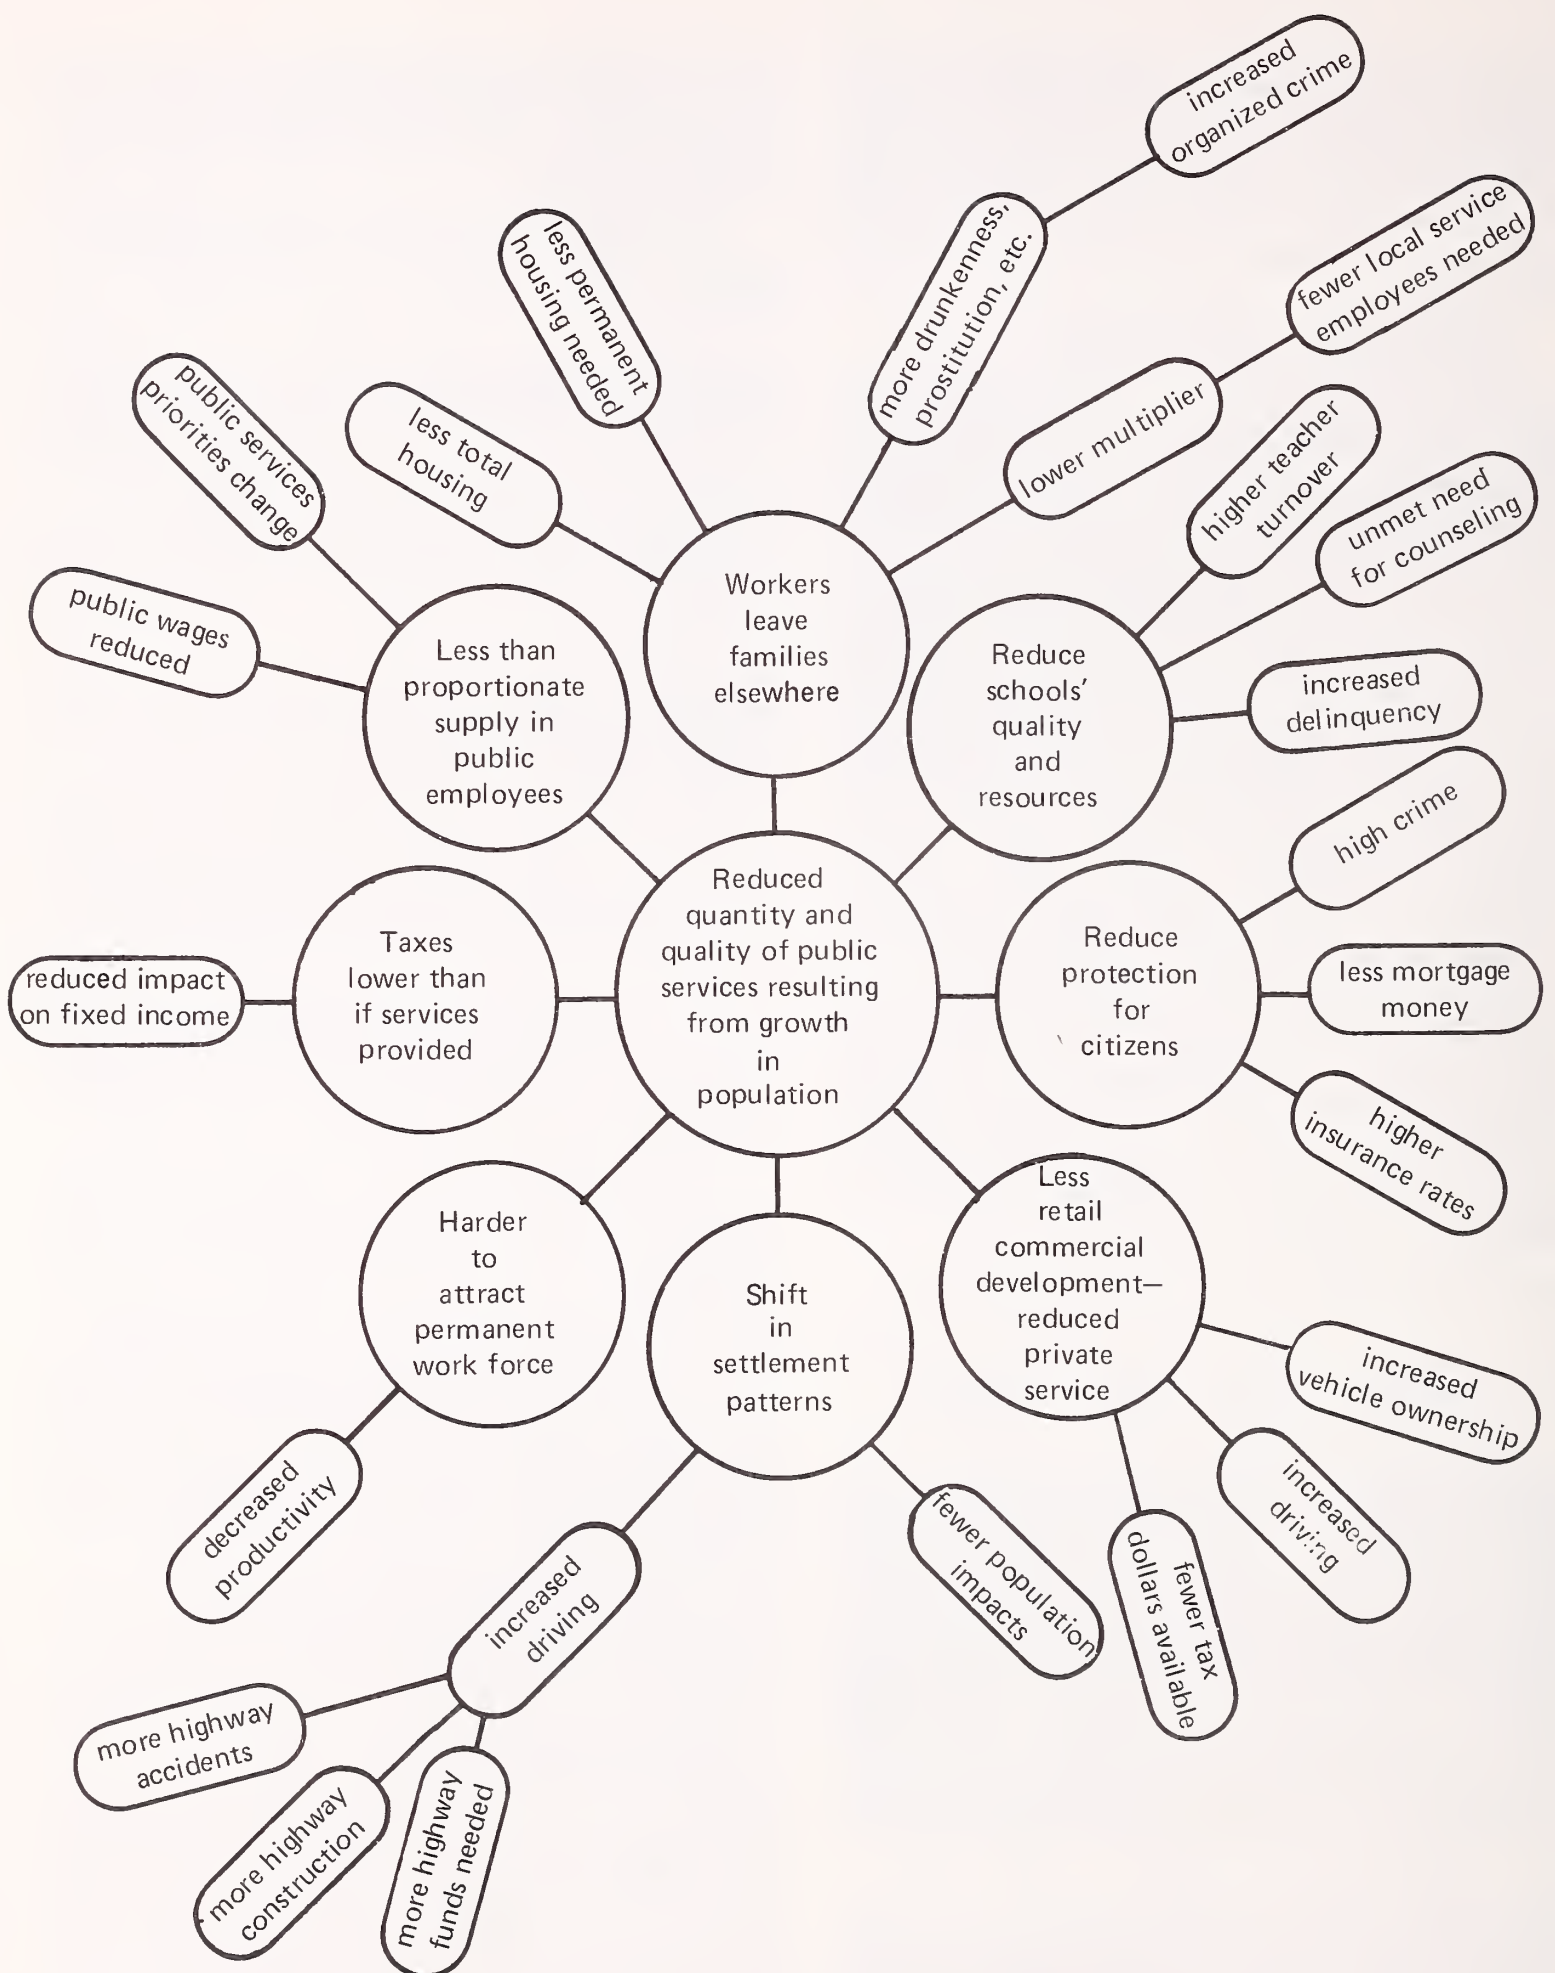 increased
organized crime
more drunkenness,
prostitution, etc.
fewer local service
employees needed
lower multiplier
less permanent
housing needed
less total
housing
public services
priorities change
public wages
reduced
higher teacher
turnover
unmet need
for counseling
increased
delinquency
Workers
leave
families
elsewhere
Less than
proportionate
supply in
public
employees
Reduce
schools'
quality
and
resources
high crime
less mortgage
money
higher
insurance rates
Reduce
protection
for
citizens
Reduced
quantity and
quality of public
services resulting
from growth
in
population
Taxes
lower than
if services
provided
reduced impact
on fixed income
Harder
to
attract
permanent
work force
decreased
productivity
Shift
in
settlement
patterns
Less
retail
commercial
development—
reduced
private
service
increased
vehicle ownership
increased
driving
fewer tax
dollars available
fewer population
impacts
increased
driving
more highway
accidents
more highway
construction
more highway
funds needed